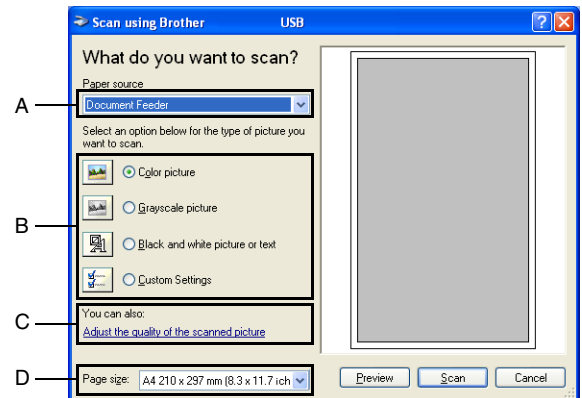 Scan using Brother USB
What do you want to scan?
Paper source
A
Document Feeder
Select an option below for the type of picture you
want to scan.
Color picture
Grayscale picture
B
Black and white picture or text
Custom Settings
You can also:
C
Adjust the quality of the scanned picture
D
Page size: A4 210 x 297 mm (8.3 x 11.7 ich
Preview Scan Cancel